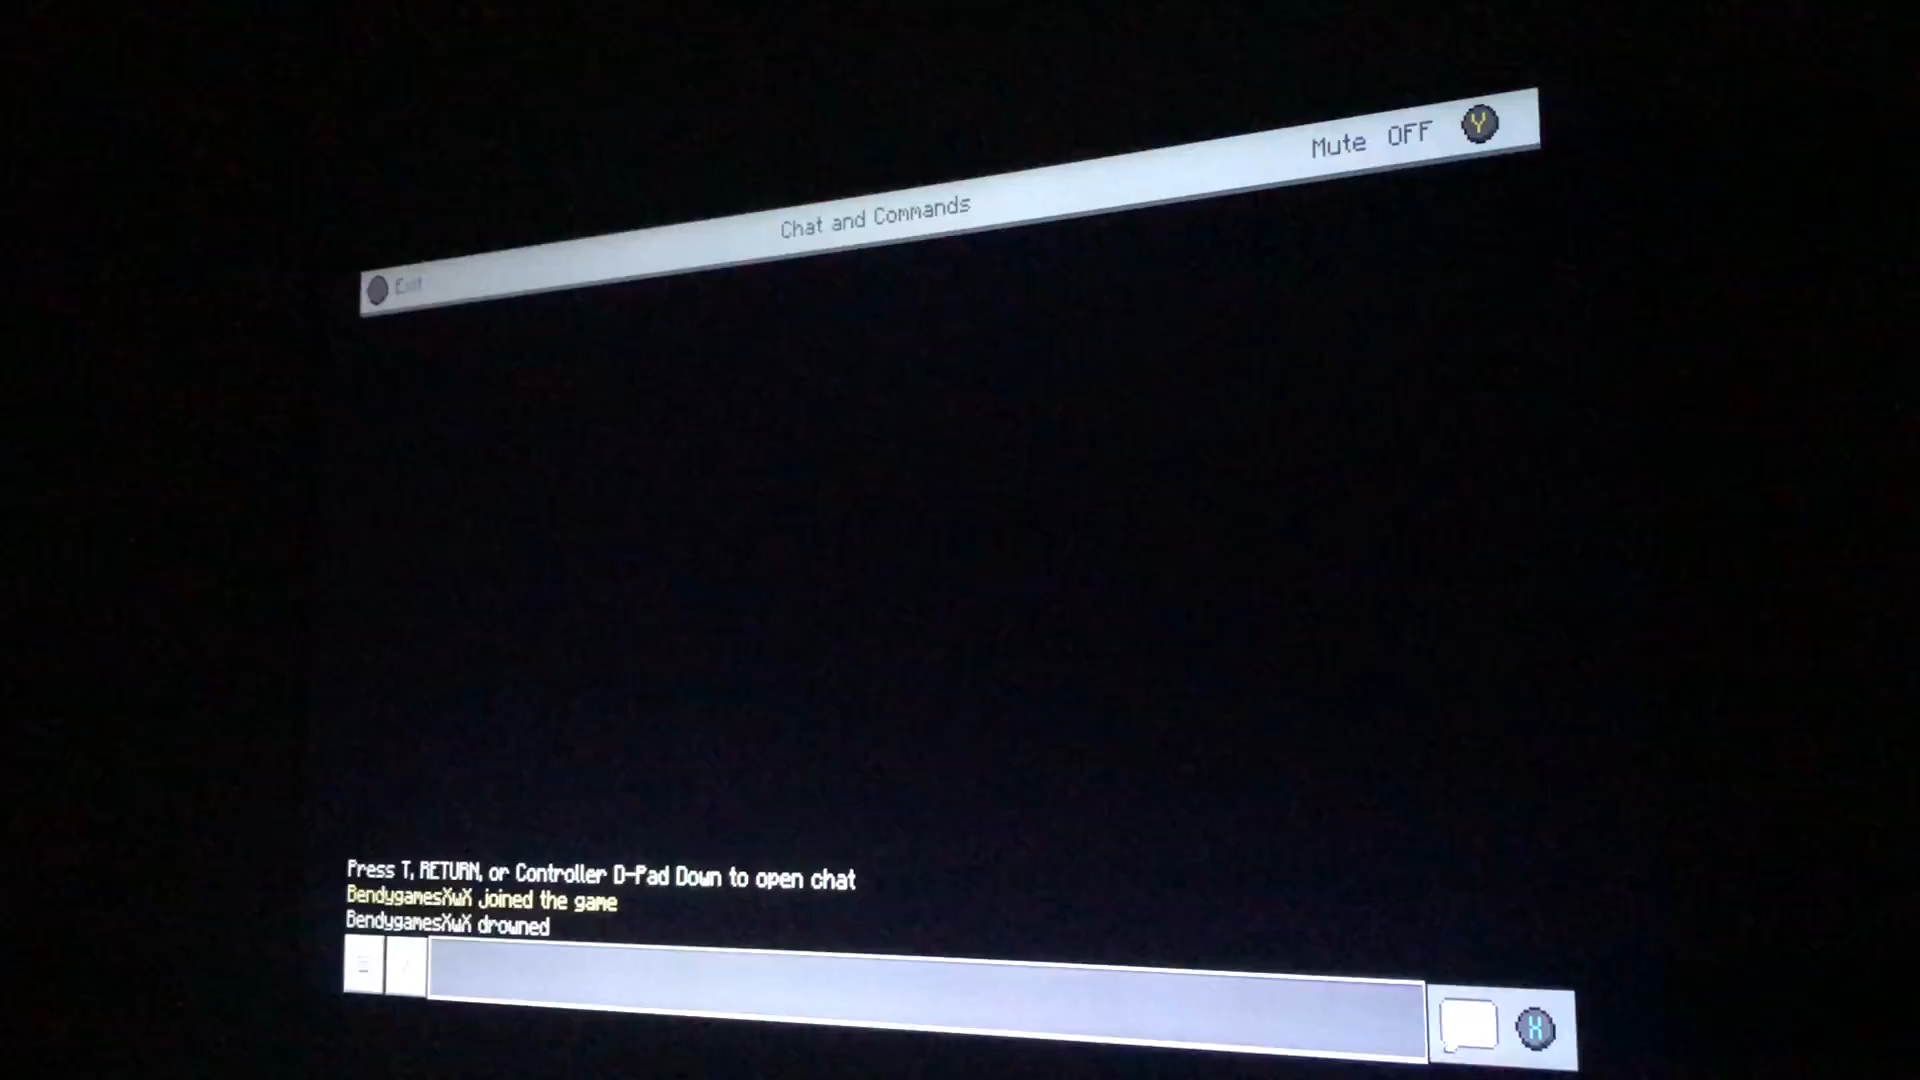 Mute OFF Y
Chat and Commands
Exit
Press T, RETURN, or Controller D-Pad Down to open chat
BendygamesXwX joined the game
BendygamesXwX drowned
X